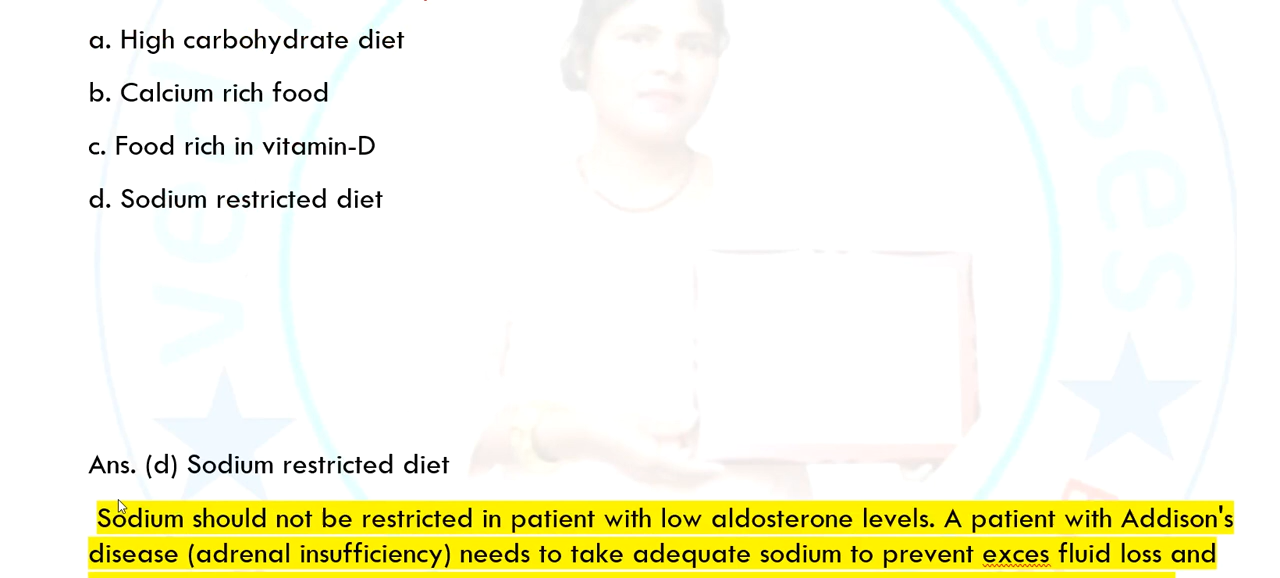 a. High carbohydrate diet
b. Calcium rich food
c. Food rich in vitamin-D
d. Sodium restricted diet
Ans. (d) Sodium restricted diet
Sodium should not be restricted in patient with low aldosterone levels. A patient with Addison's
disease (adrenal insufficiency) needs to take adequate sodium to prevent exces fluid loss and